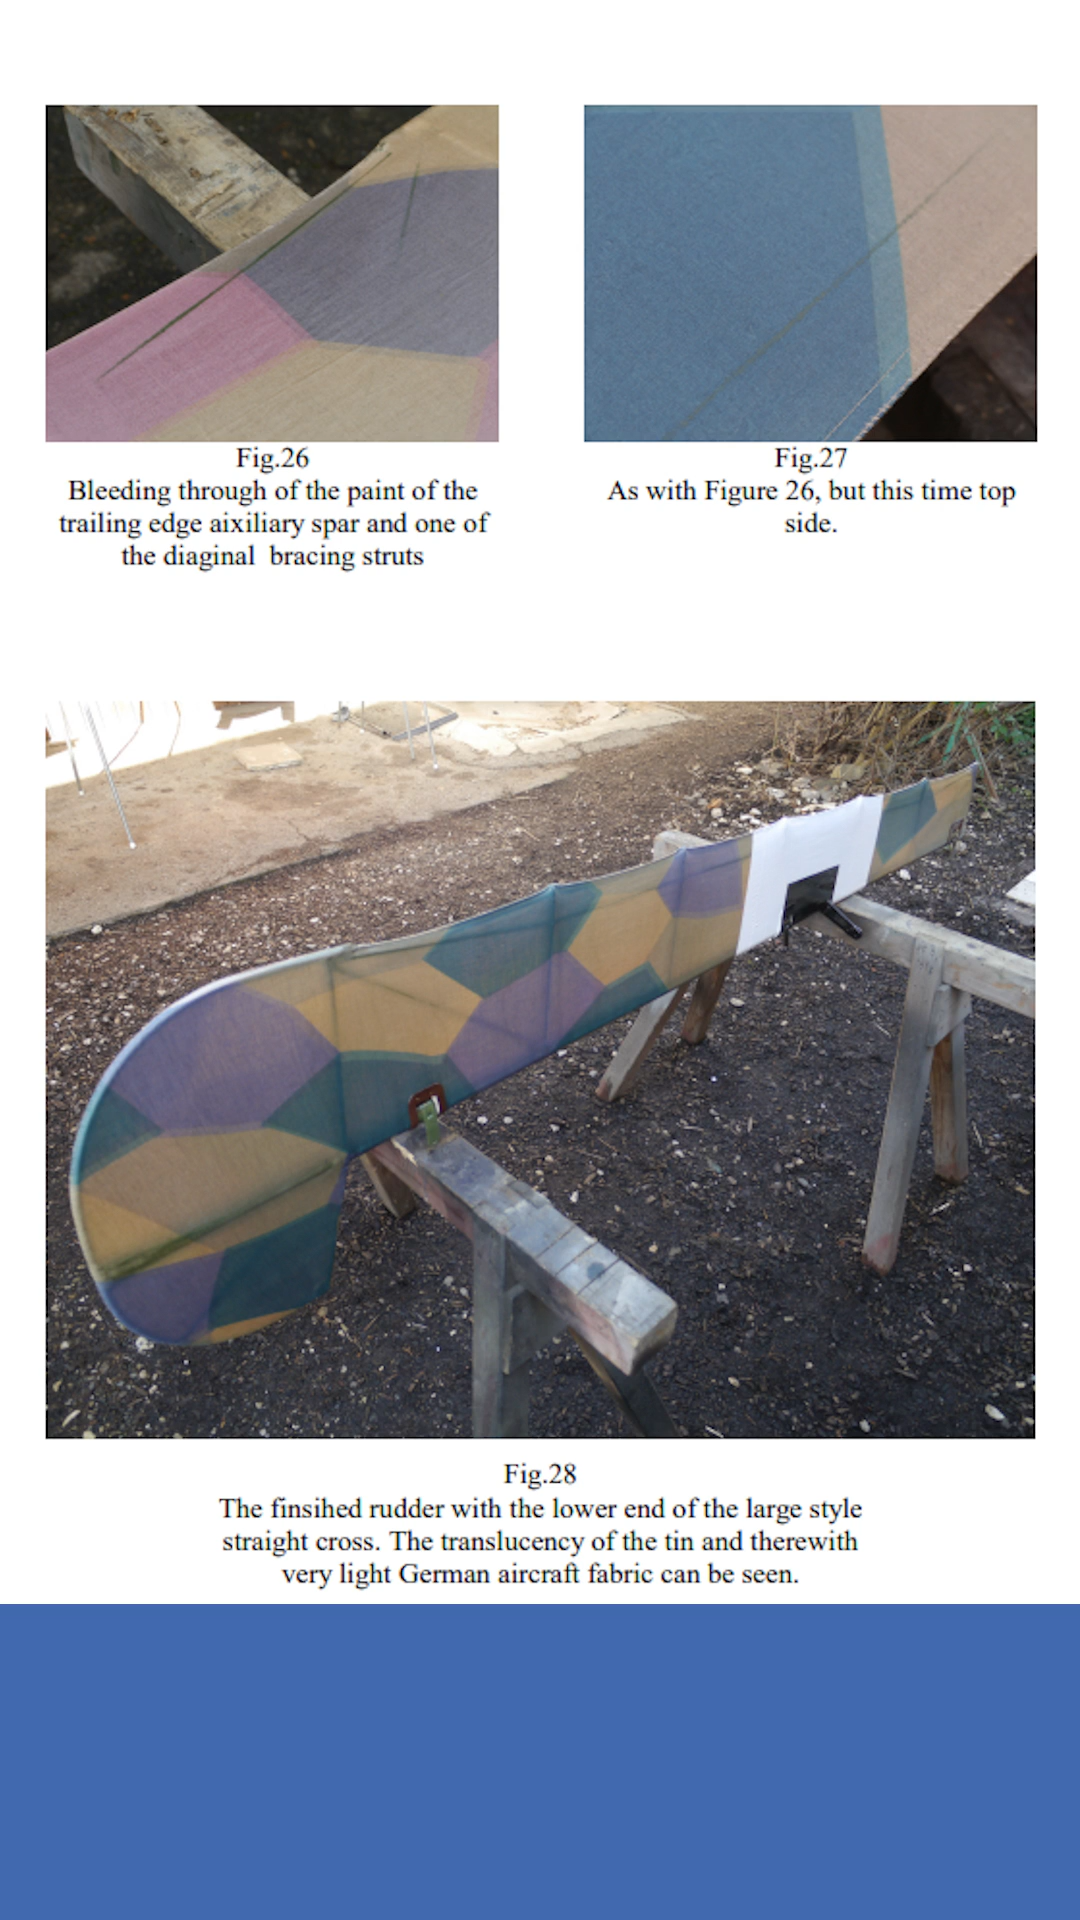 Fig.26
Bleeding through of the paint of the
trailing edge aixiliary spar and one of
the diaginal  bracing struts
Fig.27
As with Figure 26, but this time top
side.
Fig.28
The finsihed rudder with the lower end of the large style
straight cross. The translucency of the tin and therewith
very light German aircraft fabric can be seen.